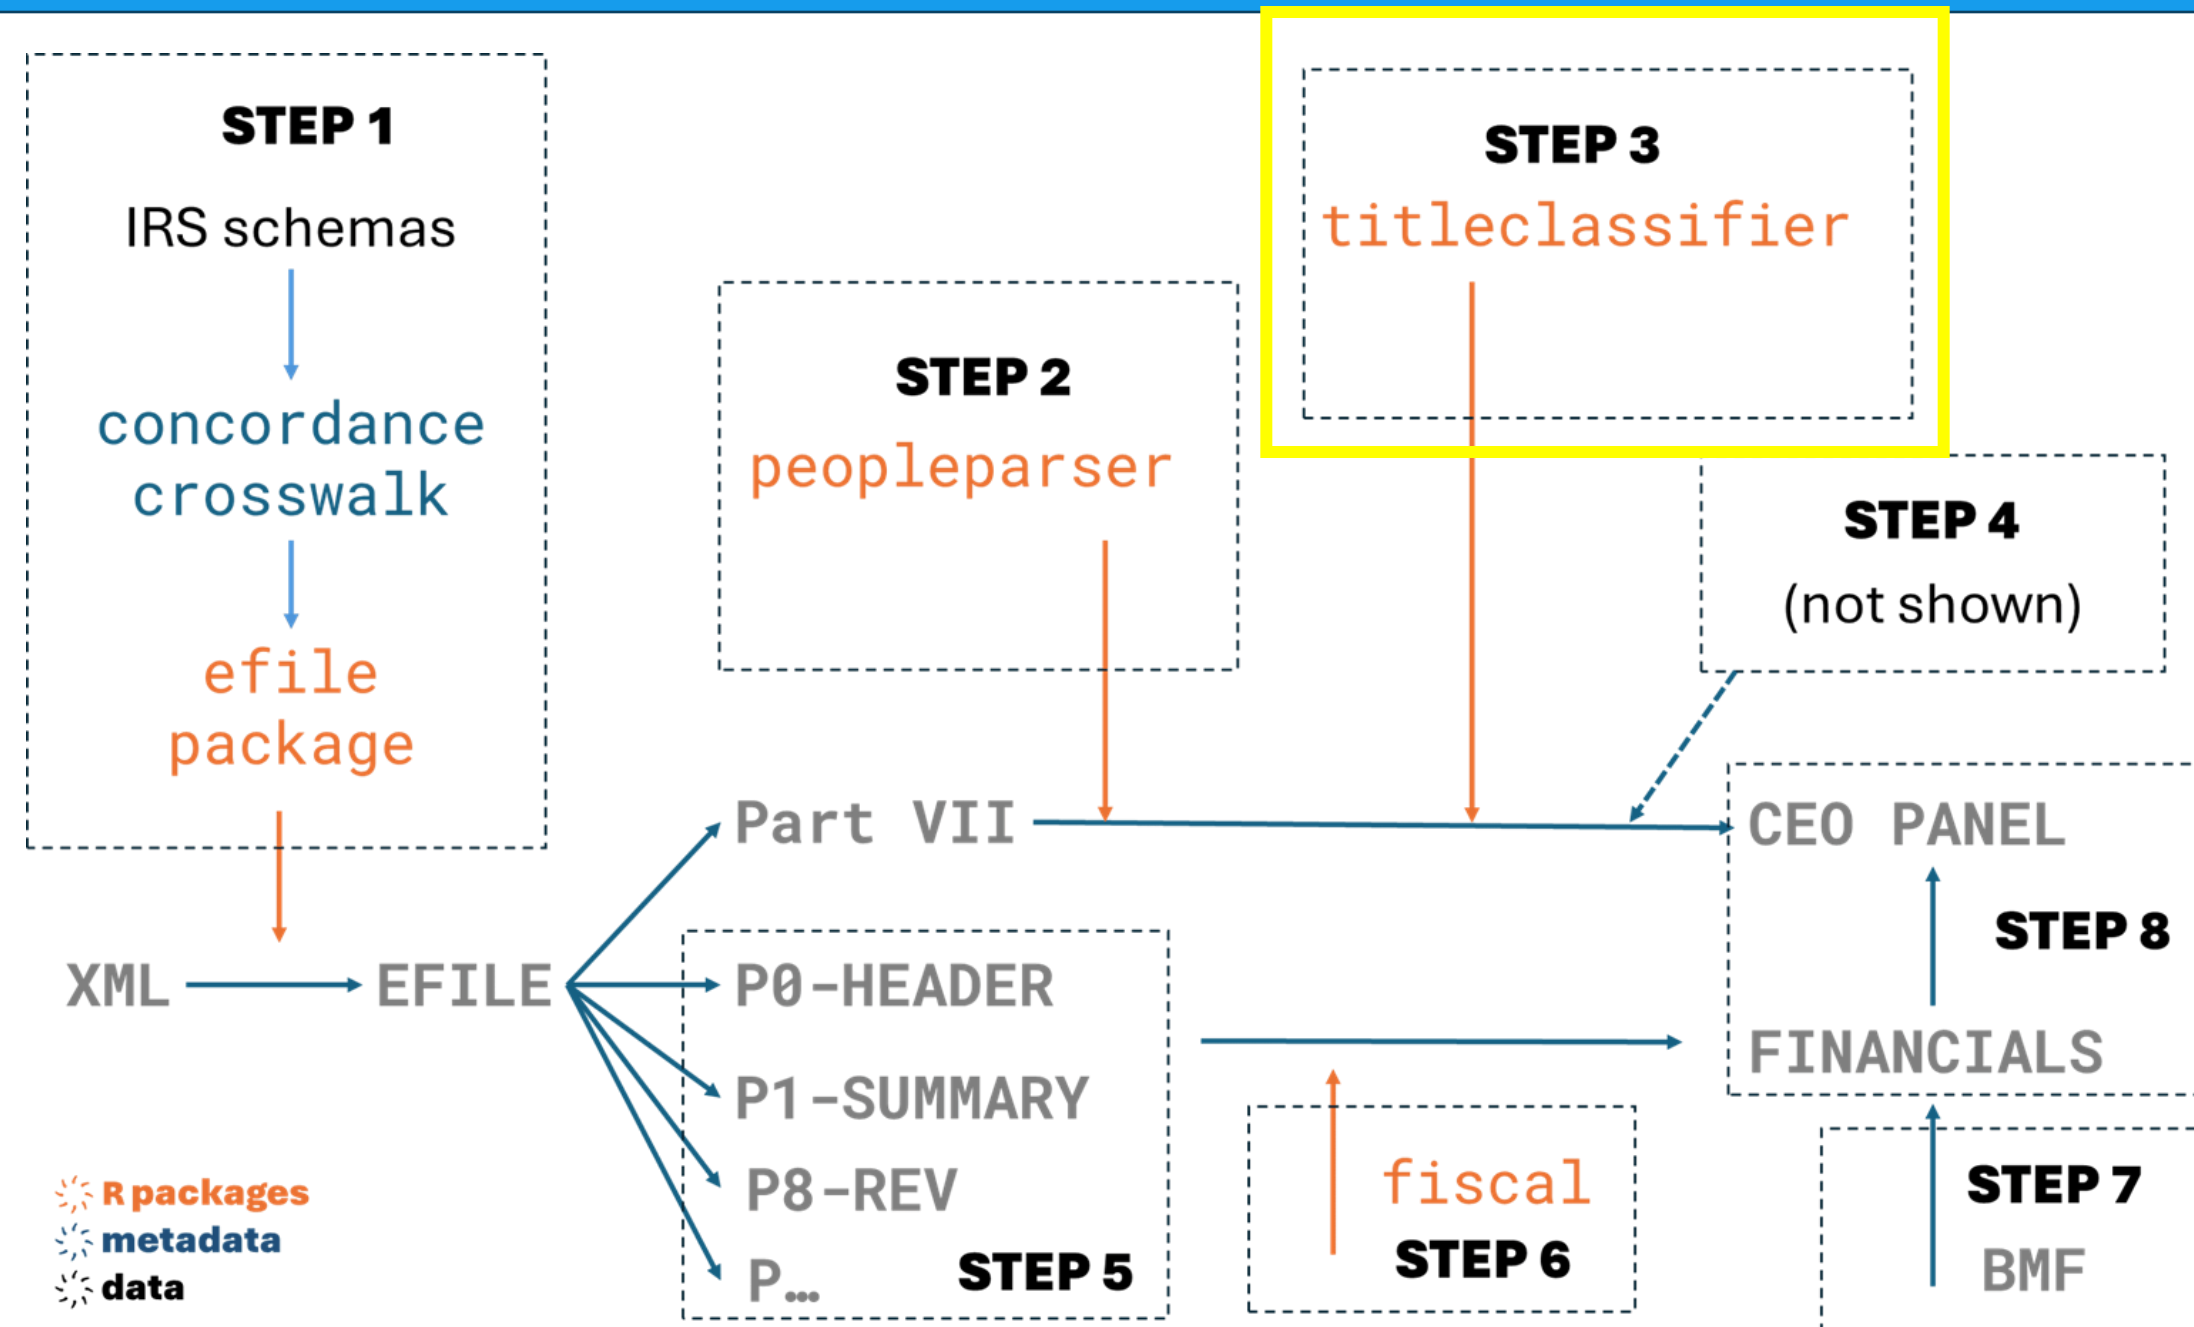 STEP 1
IRS schemas
concordance
crosswalk
efile
package
STEP 2
peopleparser
STEP 3
titleclassifier
STEP 4
(not shown)
Part VII
CEO PANEL
XML
EFILE
P0-HEADER
P1-SUMMARY
P8-REV
P…
STEP 5
STEP 8
FINANCIALS
fiscal
STEP 6
STEP 7
BMF
R packages
metadata
data